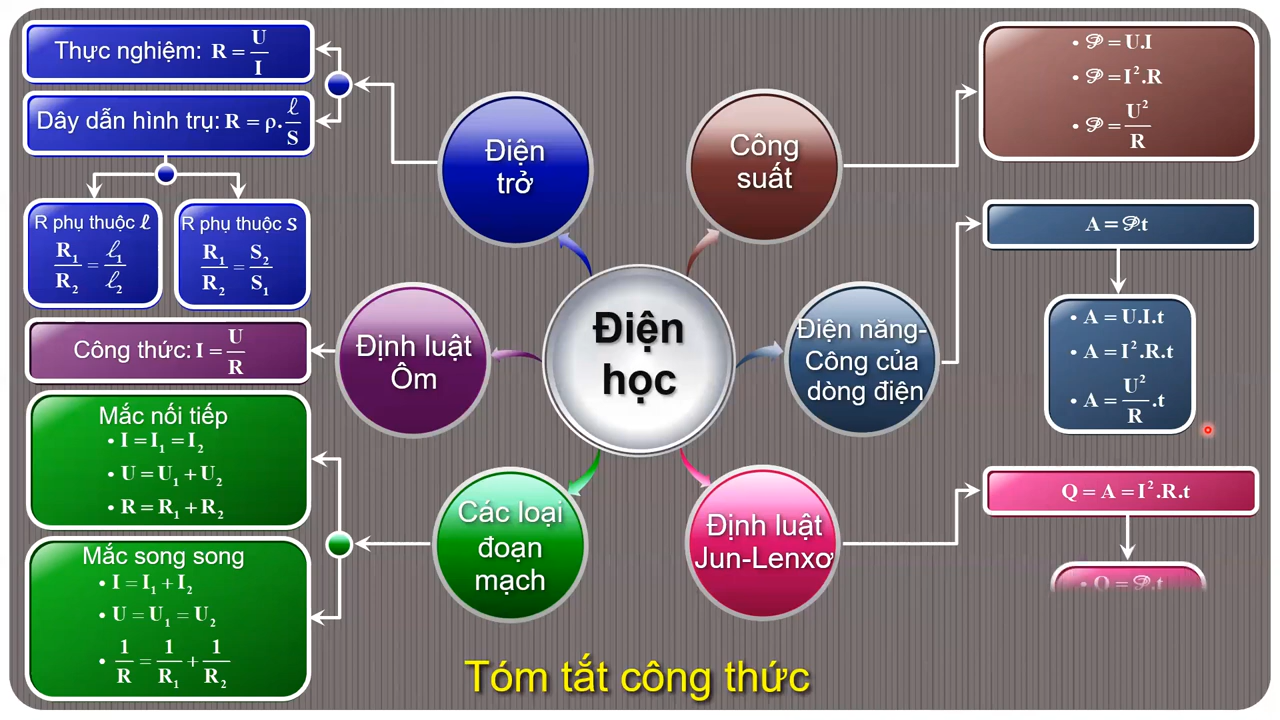 Thực nghiệm: R = U/I
Dây dẫn hình trụ: R = ρ.ℓ/S
R phụ thuộc ℓ
R₁/R₂ = ℓ₁/ℓ₂
R phụ thuộc S
R₁/R₂ = S₂/S₁
Công thức: I = U/R
Mắc nối tiếp
• I = I₁ = I₂
• U = U₁ + U₂
• R = R₁ + R₂
Mắc song song
• I = I₁ + I₂
• U = U₁ = U₂
• 1/R = 1/R₁ + 1/R₂
Điện
trở
Định luật
Ôm
Các loại
đoạn
mạch
Điện
học
Công
suất
Điện năng-
Công của
dòng điện
Định luật
Jun-Lenxơ
• 𝒫 = U.I
• 𝒫 = I².R
• 𝒫 = U²/R
A = 𝒫.t
• A = U.I.t
• A = I².R.t
• A = U²/R.t
Q = A = I².R.t
• Q = 𝒫.t
Tóm tắt công thức